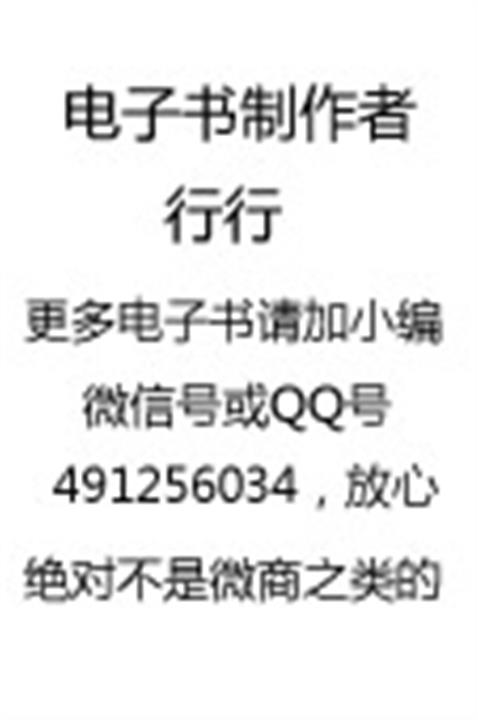 电子书制作者
行行
更多电子书请加小编
微信号或QQ号
491256034，放心
绝对不是微商之类的